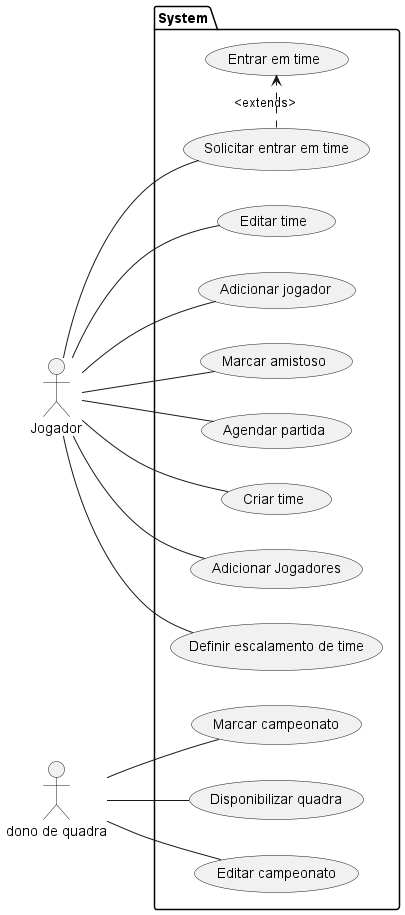 System
Entrar em time
<extends>
Solicitar entrar em time
Editar time
Adicionar jogador
Marcar amistoso
Jogador
Agendar partida
Criar time
Adicionar Jogadores
Definir escalamento de time
Marcar campeonato
Disponibilizar quadra
dono de quadra
Editar campeonato